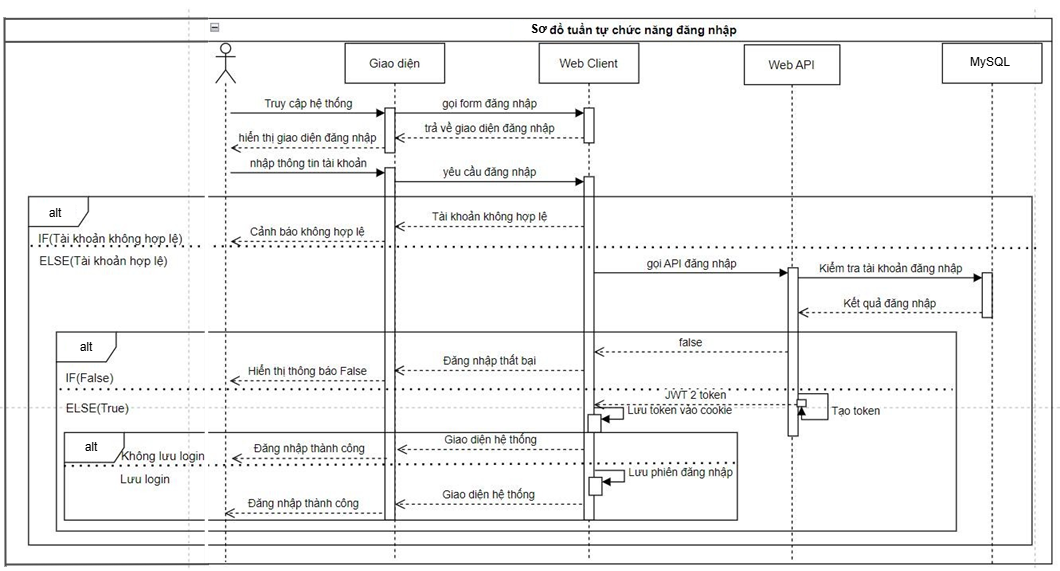 Sơ đồ tuần tự chức năng đăng nhập
Giao diện
Web Client
Web API
MySQL
Truy cập hệ thống
gọi form đăng nhập
trả về giao diện đăng nhập
hiển thị giao diện đăng nhập
nhập thông tin tài khoản
yêu cầu đăng nhập
alt
Tài khoản không hợp lệ
Cảnh báo không hợp lệ
IF(Tài khoản không hợp lệ)
ELSE(Tài khoản hợp lệ)
gọi API đăng nhập
Kiểm tra tài khoản đăng nhập
Kết quả đăng nhập
alt
false
Đăng nhập thất bại
Hiển thị thông báo False
IF(False)
JWT 2 token
ELSE(True)
Lưu token vào cookie
Tạo token
alt
Giao diện hệ thống
Đăng nhập thành công
Không lưu login
Lưu login
Lưu phiên đăng nhập
Giao diện hệ thống
Đăng nhập thành công